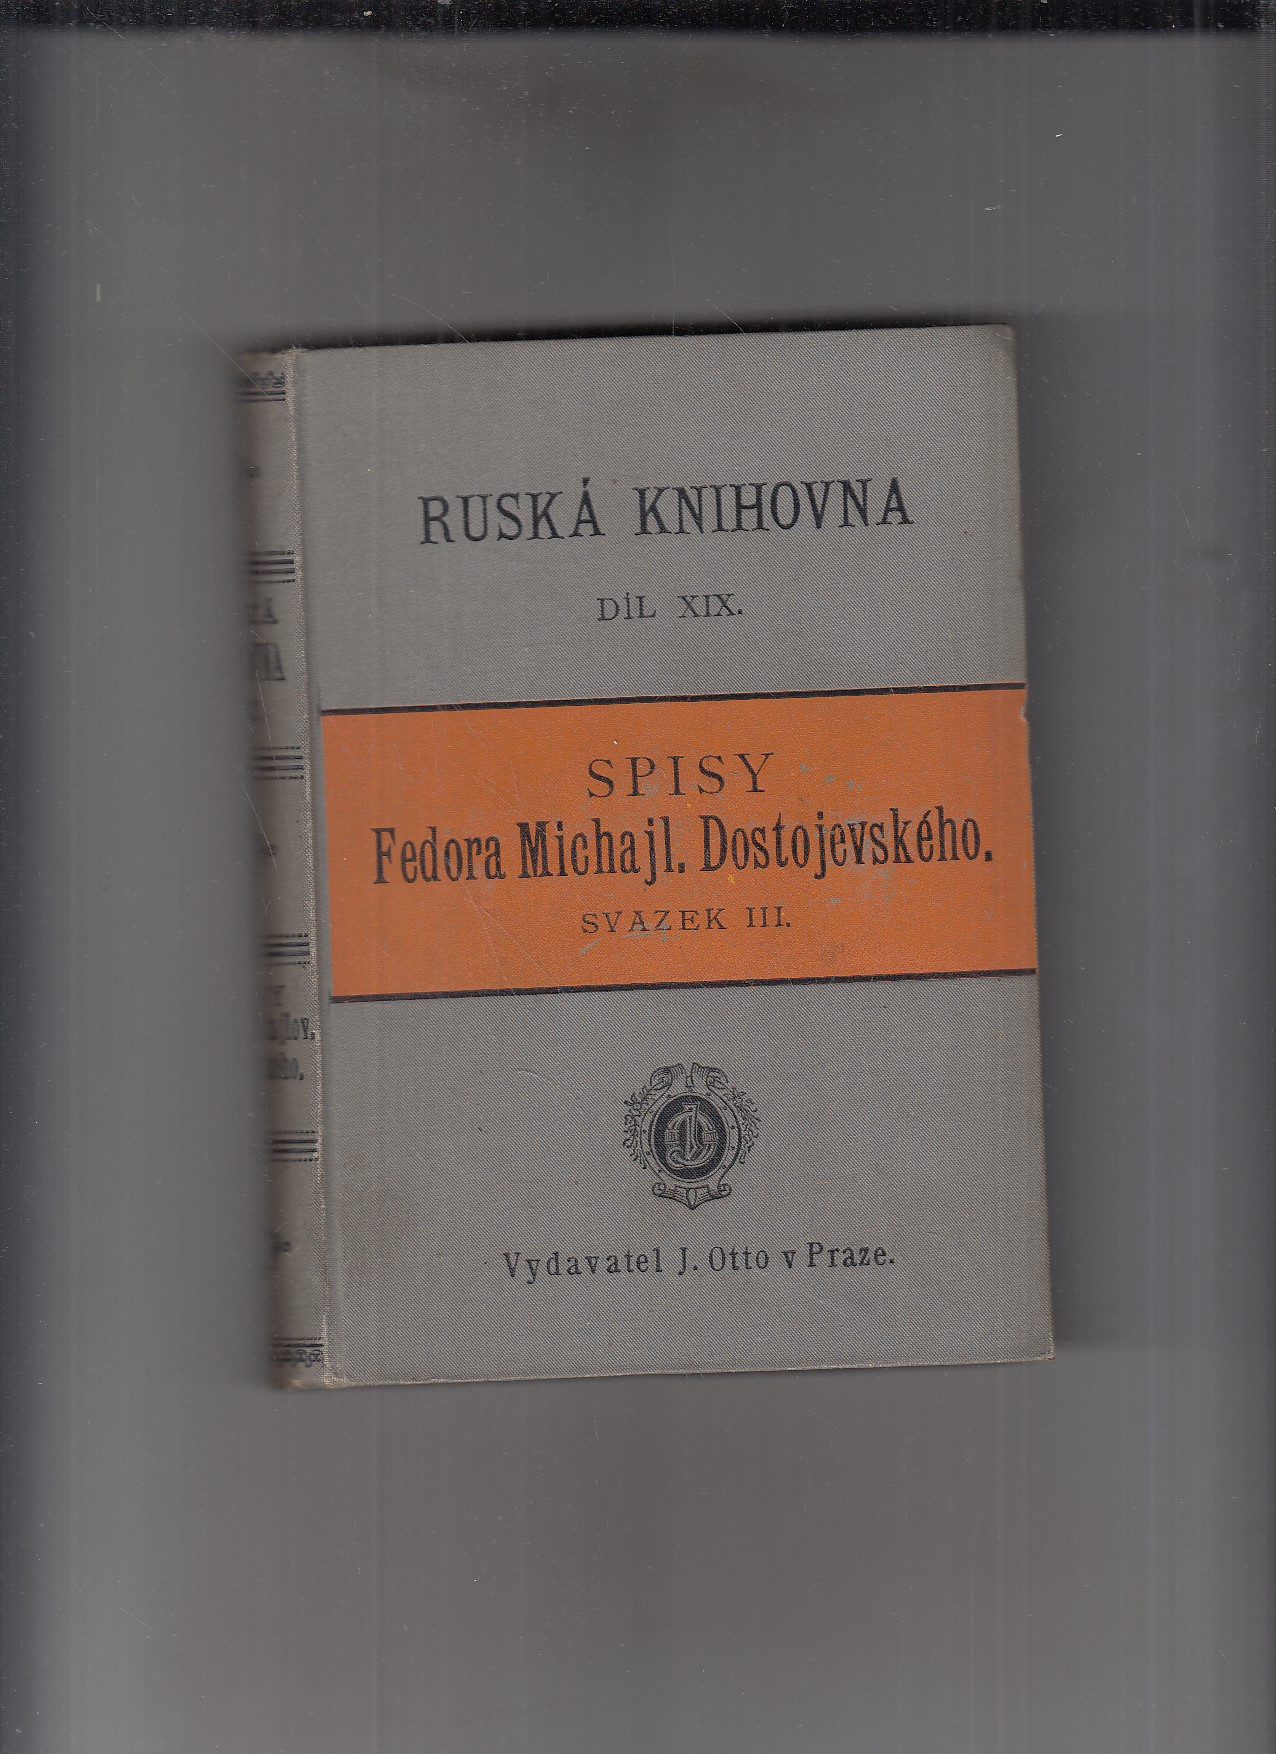 RUSKÁ KNIHOVNA
DÍL XIX.
SPISY
Fedora Michajl. Dostojevského.
SVAZEK III.
Vydavatel J. Otto v Praze.